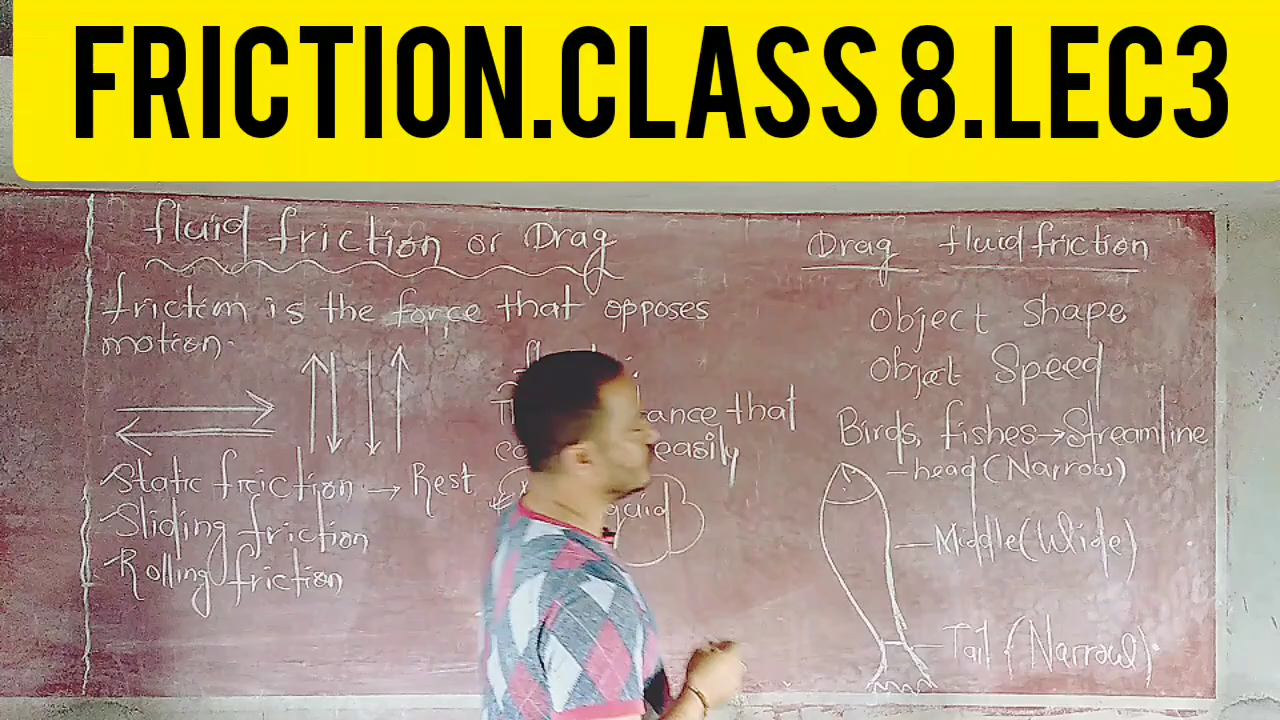 FRICTION.CLASS 8.LEC3
fluid friction or Drag
friction is the force that opposes
motion.
Static friction → Rest
Sliding friction
Rolling friction
that
easily
Drag fluid friction
Object Shape
Object Speed
Birds, fishes→Streamline
head (Narrow)
Middle (Wide)
Tail (Narrow).